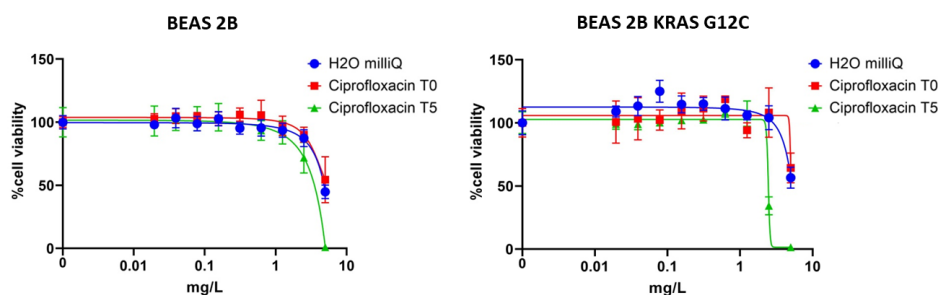 BEAS 2B
150
100
50
0
%cell viability
0
0.01
0.1
1
10
mg/L
H2O milliQ
Ciprofloxacin T0
Ciprofloxacin T5
BEAS 2B KRAS G12C
150
100
50
0
%cell viability
0
0.01
0.1
1
10
mg/L
H2O milliQ
Ciprofloxacin T0
Ciprofloxacin T5